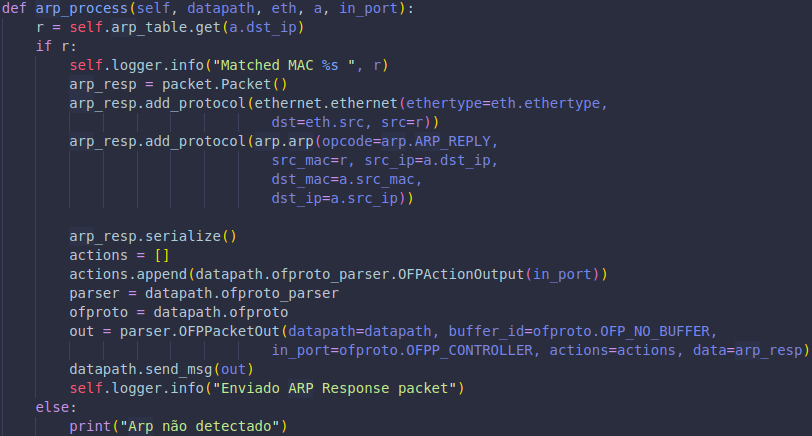 def arp_process(self, datapath, eth, a, in_port):
    r = self.arp_table.get(a.dst_ip)
    if r:
        self.logger.info("Matched MAC %s ", r)
        arp_resp = packet.Packet()
        arp_resp.add_protocol(ethernet.ethernet(ethertype=eth.ethertype,
                                dst=eth.src, src=r))
        arp_resp.add_protocol(arp.arp(opcode=arp.ARP_REPLY,
                                src_mac=r, src_ip=a.dst_ip,
                                dst_mac=a.src_mac,
                                dst_ip=a.src_ip))

        arp_resp.serialize()
        actions = []
        actions.append(datapath.ofproto_parser.OFPActionOutput(in_port))
        parser = datapath.ofproto_parser
        ofproto = datapath.ofproto
        out = parser.OFPPacketOut(datapath=datapath, buffer_id=ofproto.OFP_NO_BUFFER,
                                in_port=ofproto.OFPP_CONTROLLER, actions=actions, data=arp_resp)
        datapath.send_msg(out)
        self.logger.info("Enviado ARP Response packet")
    else:
        print("Arp não detectado")